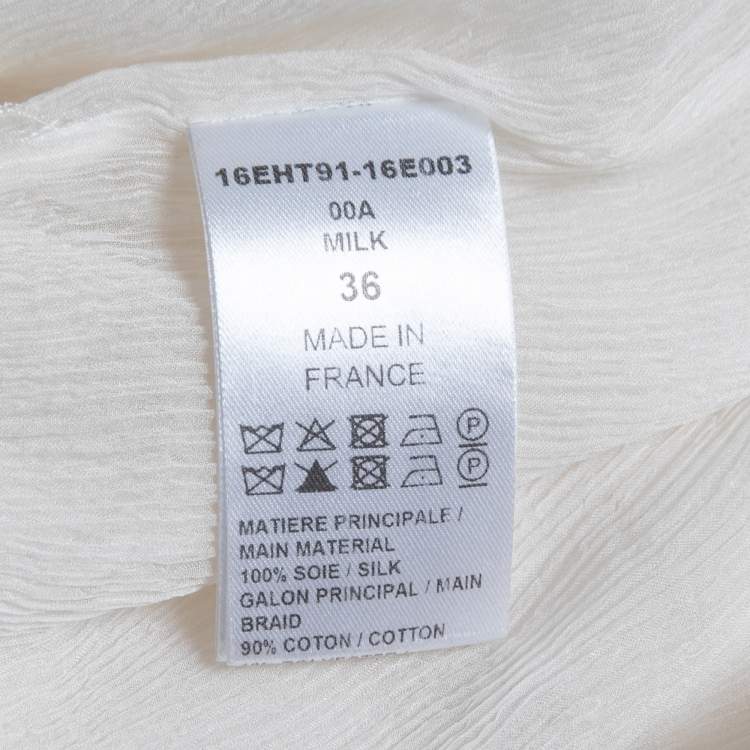 16EHT91-16E003
00A
MILK
36
MADE IN
FRANCE
P
P
MATIERE PRINCIPALE /
MAIN MATERIAL
100% SOIE / SILK
GALON PRINCIPAL / MAIN
BRAID
90% COTON / COTTON